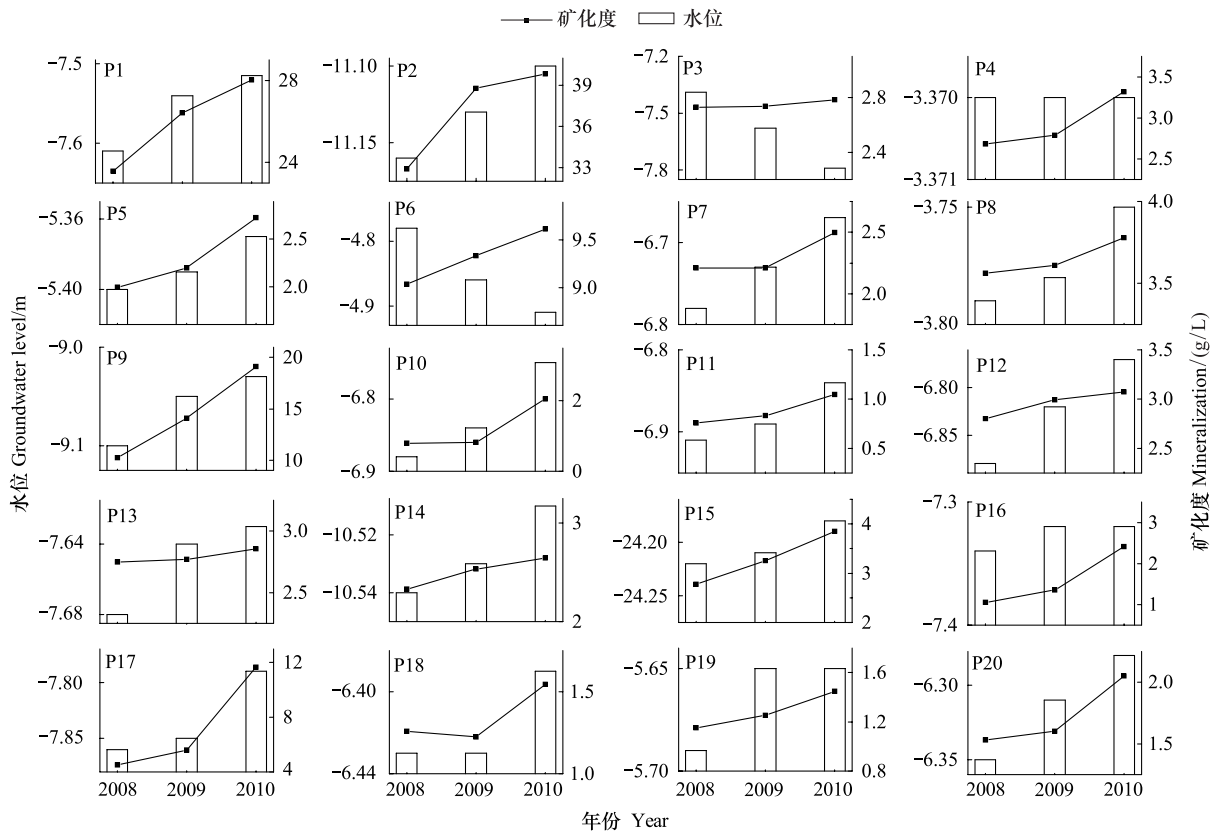 矿化度 水位
P1 −7.5 −7.6 28 24
P2 −11.10 −11.15 39 36 33
P3 −7.2 −7.5 −7.8 2.8 2.4
P4 −3.370 −3.371 3.5 3.0 2.5
P5 −5.36 −5.40 2.5 2.0
P6 −4.8 −4.9 9.5 9.0
P7 −6.7 −6.8 2.5 2.0
P8 −3.75 −3.80 4.0 3.5
P9 −9.0 −9.1 20 15 10
P10 −6.8 −6.9 2 0
P11 −6.8 −6.9 1.5 1.0 0.5
P12 −6.80 −6.85 3.5 3.0 2.5
P13 −7.64 −7.68 3.0 2.5
P14 −10.52 −10.54 3 2
P15 −24.20 −24.25 5 4 3 2
P16 −7.3 −7.4 3 2 1
P17 −7.80 −7.85 12 8 4
P18 −6.40 −6.44 1.5 1.0
P19 −5.65 −5.70 1.6 1.2 0.8
P20 −6.30 −6.35 2.0 1.5
2008 2009 2010 2008 2009 2010 2008 2009 2010 2008 2009 2010
水位 Groundwater level/m
矿化度 Mineralization/(g/L)
年份 Year